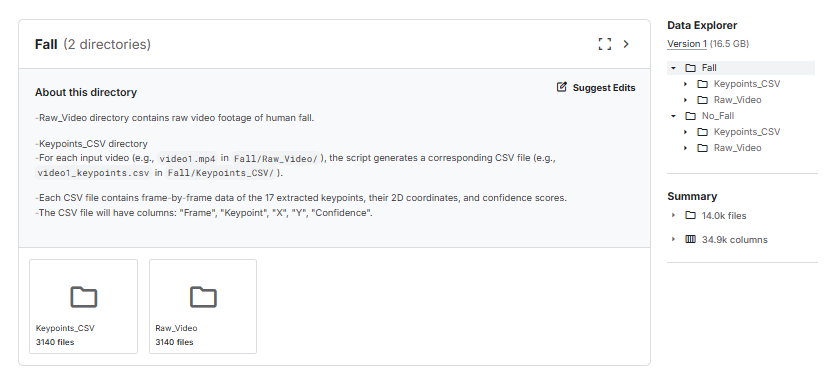 Fall (2 directories)
About this directory
Suggest Edits
-Raw_Video directory contains raw video footage of human fall.
-Keypoints_CSV directory
-For each input video (e.g., video1.mp4 in Fall/Raw_Video/ ), the script generates a corresponding CSV file (e.g.,
video1_keypoints.csv in Fall/Keypoints_CSV/ ).
-Each CSV file contains frame-by-frame data of the 17 extracted keypoints, their 2D coordinates, and confidence scores.
-The CSV file will have columns: "Frame", "Keypoint", "X", "Y", "Confidence".
Keypoints_CSV
3140 files
Raw_Video
3140 files
Data Explorer
Version 1 (16.5 GB)
Fall
Keypoints_CSV
Raw_Video
No_Fall
Keypoints_CSV
Raw_Video
Summary
14.0k files
34.9k columns